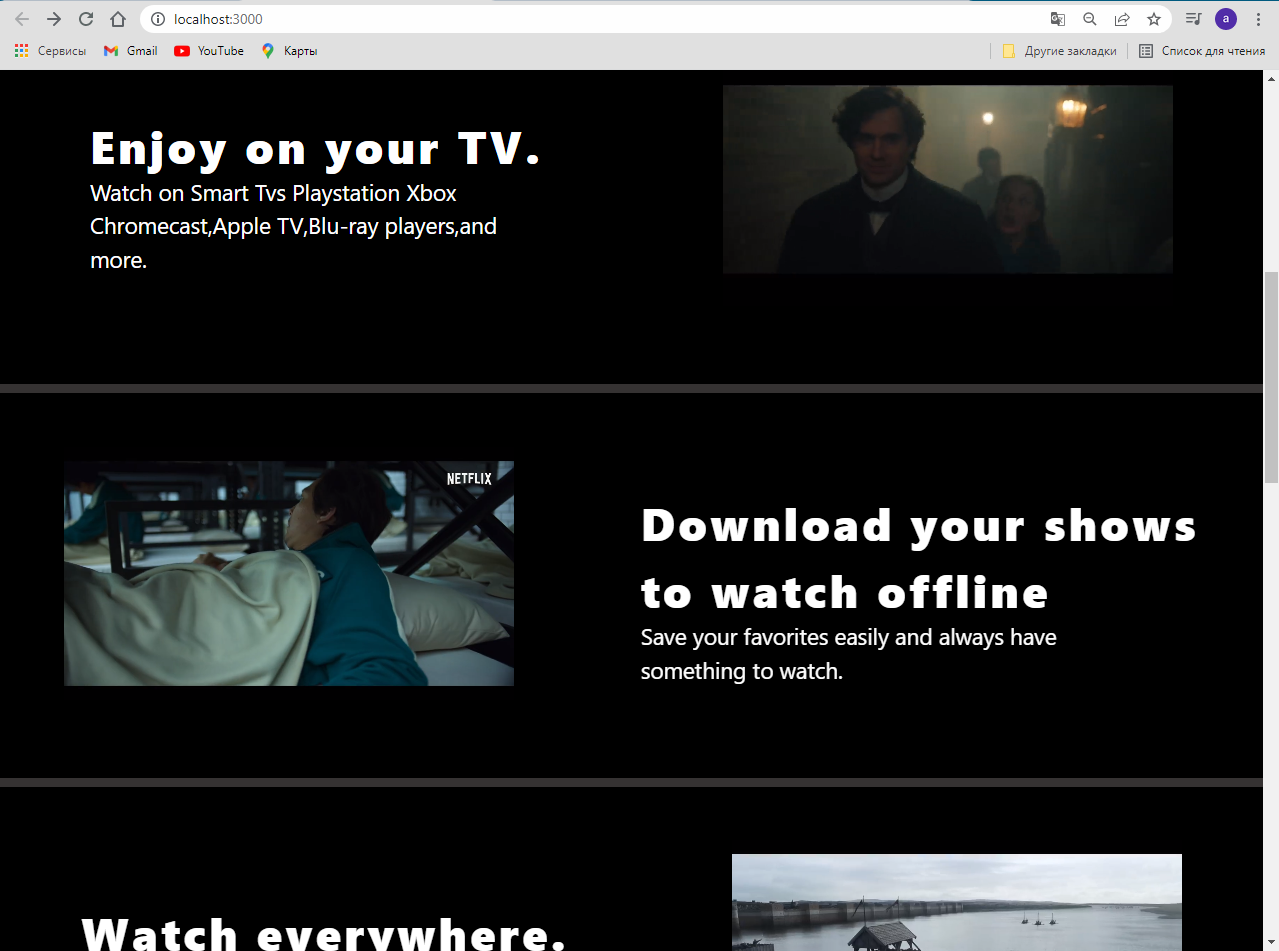 localhost:3000
a
Сервисы
Gmail
YouTube
Карты
Другие закладки
Список для чтения
Enjoy on your TV.
Watch on Smart Tvs Playstation Xbox
Chromecast,Apple TV,Blu-ray players,and
more.
NETFLIX
Download your shows
to watch offline
Save your favorites easily and always have
something to watch.
Watch everywhere.